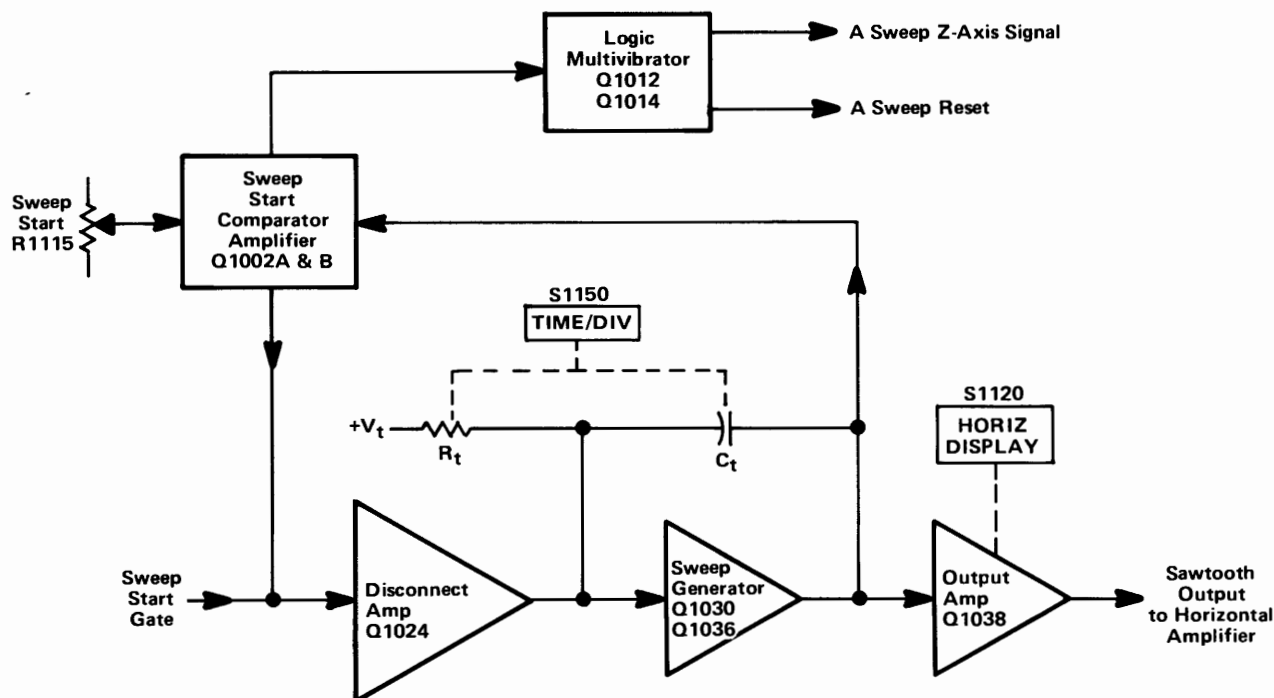 Logic
Multivibrator
Q1012
Q1014
A Sweep Z-Axis Signal
A Sweep Reset
Sweep
Start
R1115
Sweep
Start
Comparator
Amplifier
Q1002A & B
S1150
TIME/DIV
+Vt
Rt
Ct
S1120
HORIZ
DISPLAY
Sweep
Start
Gate
Disconnect
Amp
Q1024
Sweep
Generator
Q1030
Q1036
Output
Amp
Q1038
Sawtooth
Output
to Horizontal
Amplifier